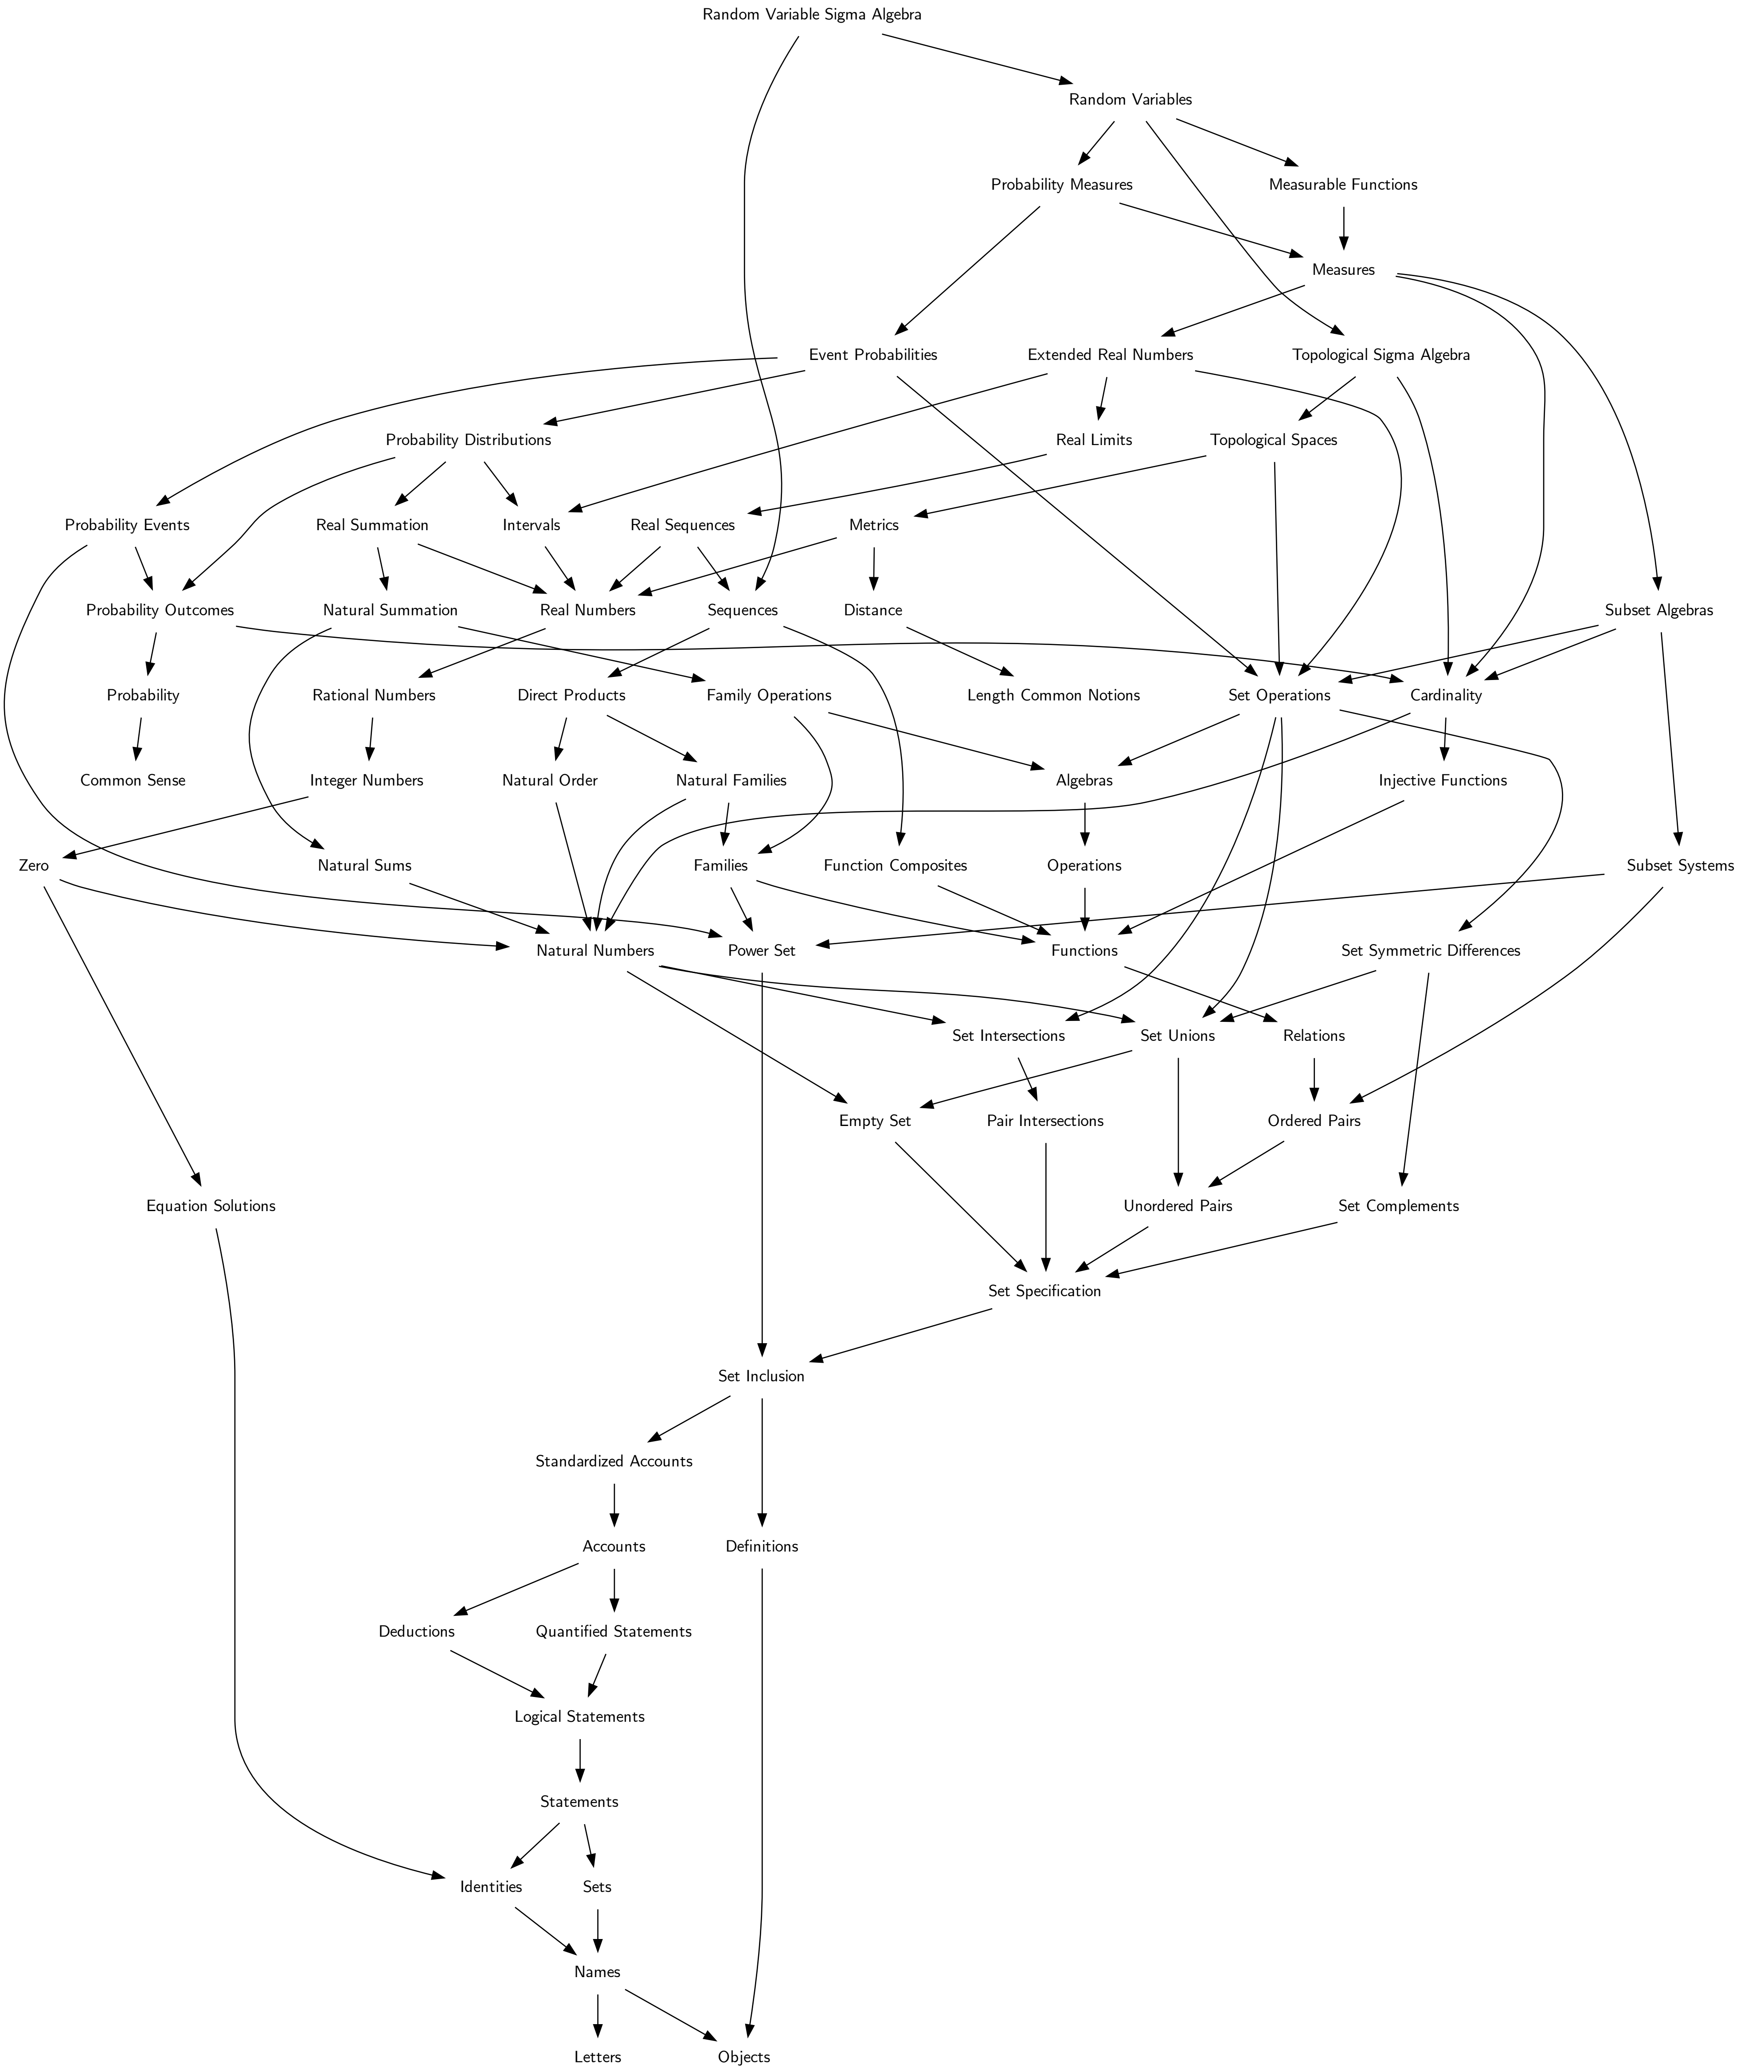 Random Variable Sigma Algebra
Random Variables
Probability Measures
Measurable Functions
Measures
Event Probabilities
Extended Real Numbers
Topological Sigma Algebra
Probability Distributions
Real Limits
Topological Spaces
Probability Events
Real Summation
Intervals
Real Sequences
Metrics
Probability Outcomes
Natural Summation
Real Numbers
Sequences
Distance
Subset Algebras
Probability
Rational Numbers
Direct Products
Family Operations
Length Common Notions
Set Operations
Cardinality
Common Sense
Integer Numbers
Natural Order
Natural Families
Algebras
Injective Functions
Zero
Natural Sums
Families
Function Composites
Operations
Subset Systems
Natural Numbers
Power Set
Functions
Set Symmetric Differences
Set Intersections
Set Unions
Relations
Empty Set
Pair Intersections
Ordered Pairs
Equation Solutions
Unordered Pairs
Set Complements
Set Specification
Set Inclusion
Standardized Accounts
Accounts
Definitions
Deductions
Quantified Statements
Logical Statements
Statements
Identities
Sets
Names
Letters
Objects